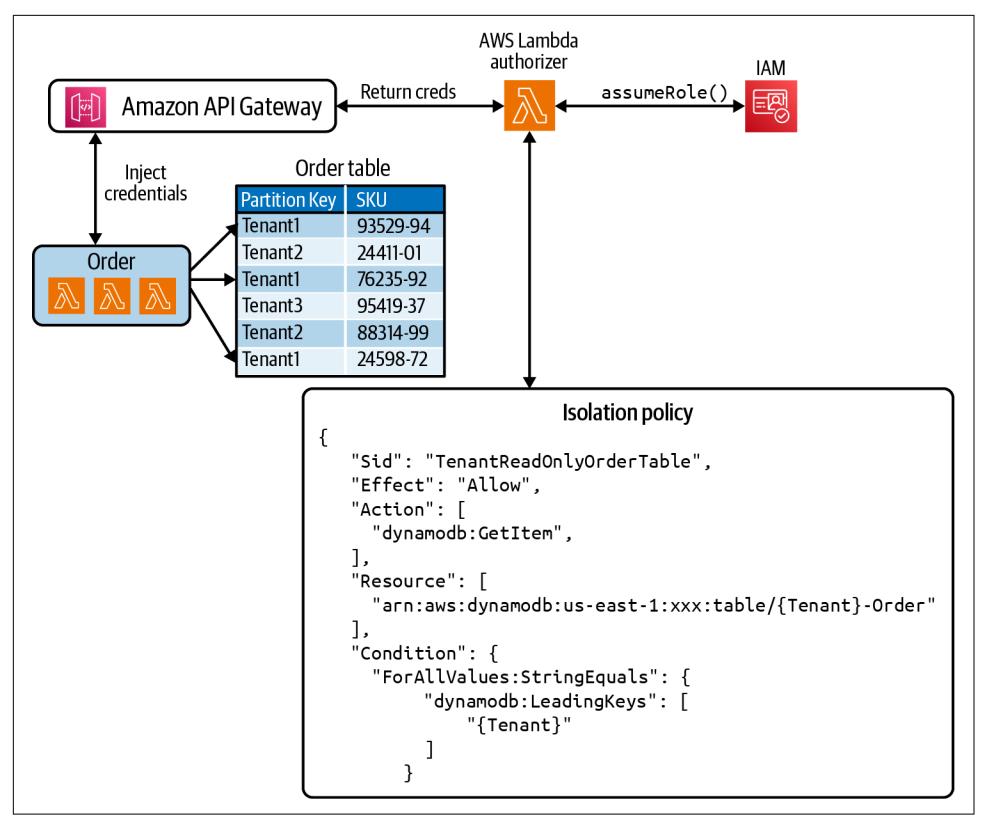 AWS Lambda
authorizer
IAM
Amazon API Gateway
Return creds
assumeRole()
Inject
credentials
Order table
Partition Key SKU
Tenant1 93529-94
Tenant2 24411-01
Tenant1 76235-92
Tenant3 95419-37
Tenant2 88314-99
Tenant1 24598-72
Order
Isolation policy
{
"Sid": "TenantReadOnlyOrderTable",
"Effect": "Allow",
"Action": [
"dynamodb:GetItem",
],
"Resource": [
"arn:aws:dynamodb:us-east-1:xxx:table/{Tenant}-Order"
],
"Condition": {
"ForAllValues:StringEquals": {
"dynamodb:LeadingKeys": [
"{Tenant}"
]
}